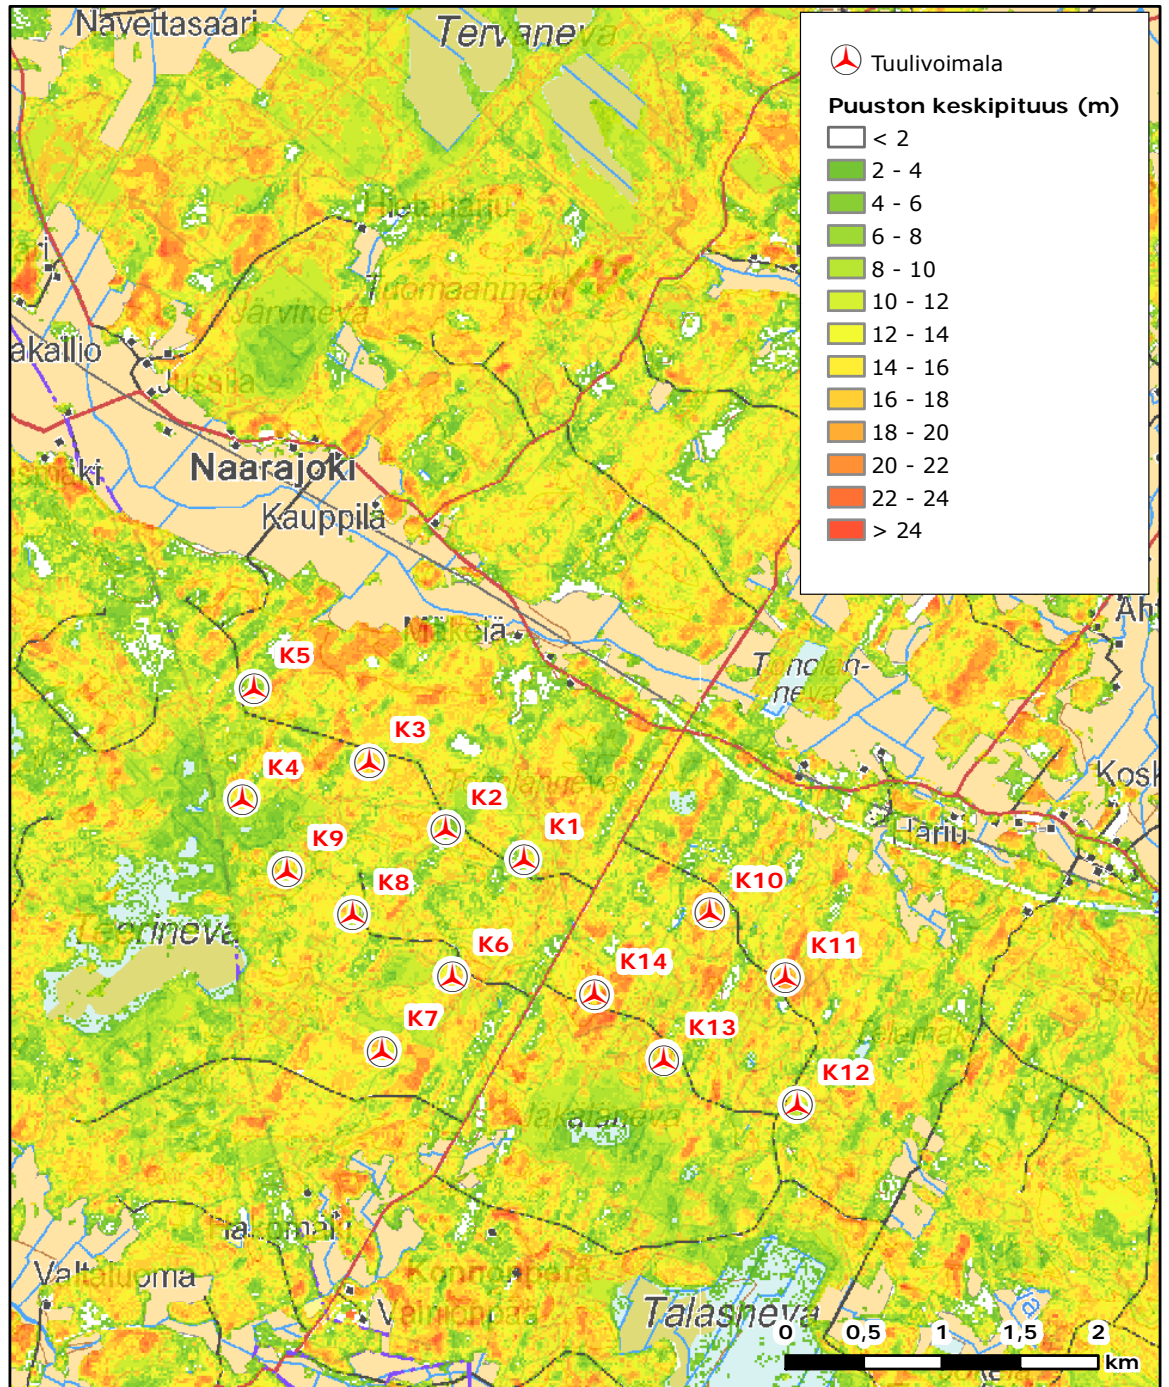 Navettasaari
Tervaneva
Tuulivoimala
Puuston keskipituus (m)
< 2
2 - 4
4 - 6
6 - 8
8 - 10
10 - 12
12 - 14
14 - 16
16 - 18
18 - 20
20 - 22
22 - 24
> 24
Tuomaanmäki
Järvineva
akallio
Jussila
Naarajoki
Kauppila
Mäkelä
K5
K3
K4
K2
K1
K9
K8
K10
K6
K11
K14
K7
K13
K12
Kosk
Talasneva
Valtaluoma
0 0,5 1 1,5 2
km